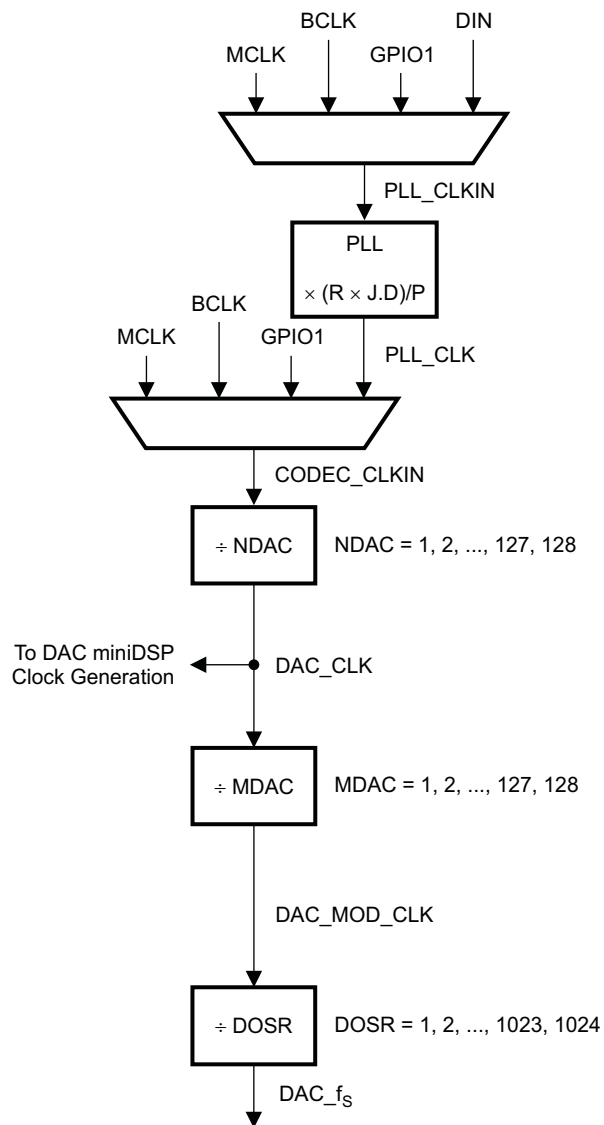 BCLK DIN
MCLK GPIO1
PLL_CLKIN
PLL
× (R × J.D)/P
BCLK
MCLK GPIO1
PLL_CLK
CODEC_CLKIN
÷ NDAC NDAC = 1, 2, ..., 127, 128
To DAC miniDSP
Clock Generation
DAC_CLK
÷ MDAC MDAC = 1, 2, ..., 127, 128
DAC_MOD_CLK
÷ DOSR DOSR = 1, 2, ..., 1023, 1024
DAC_fS